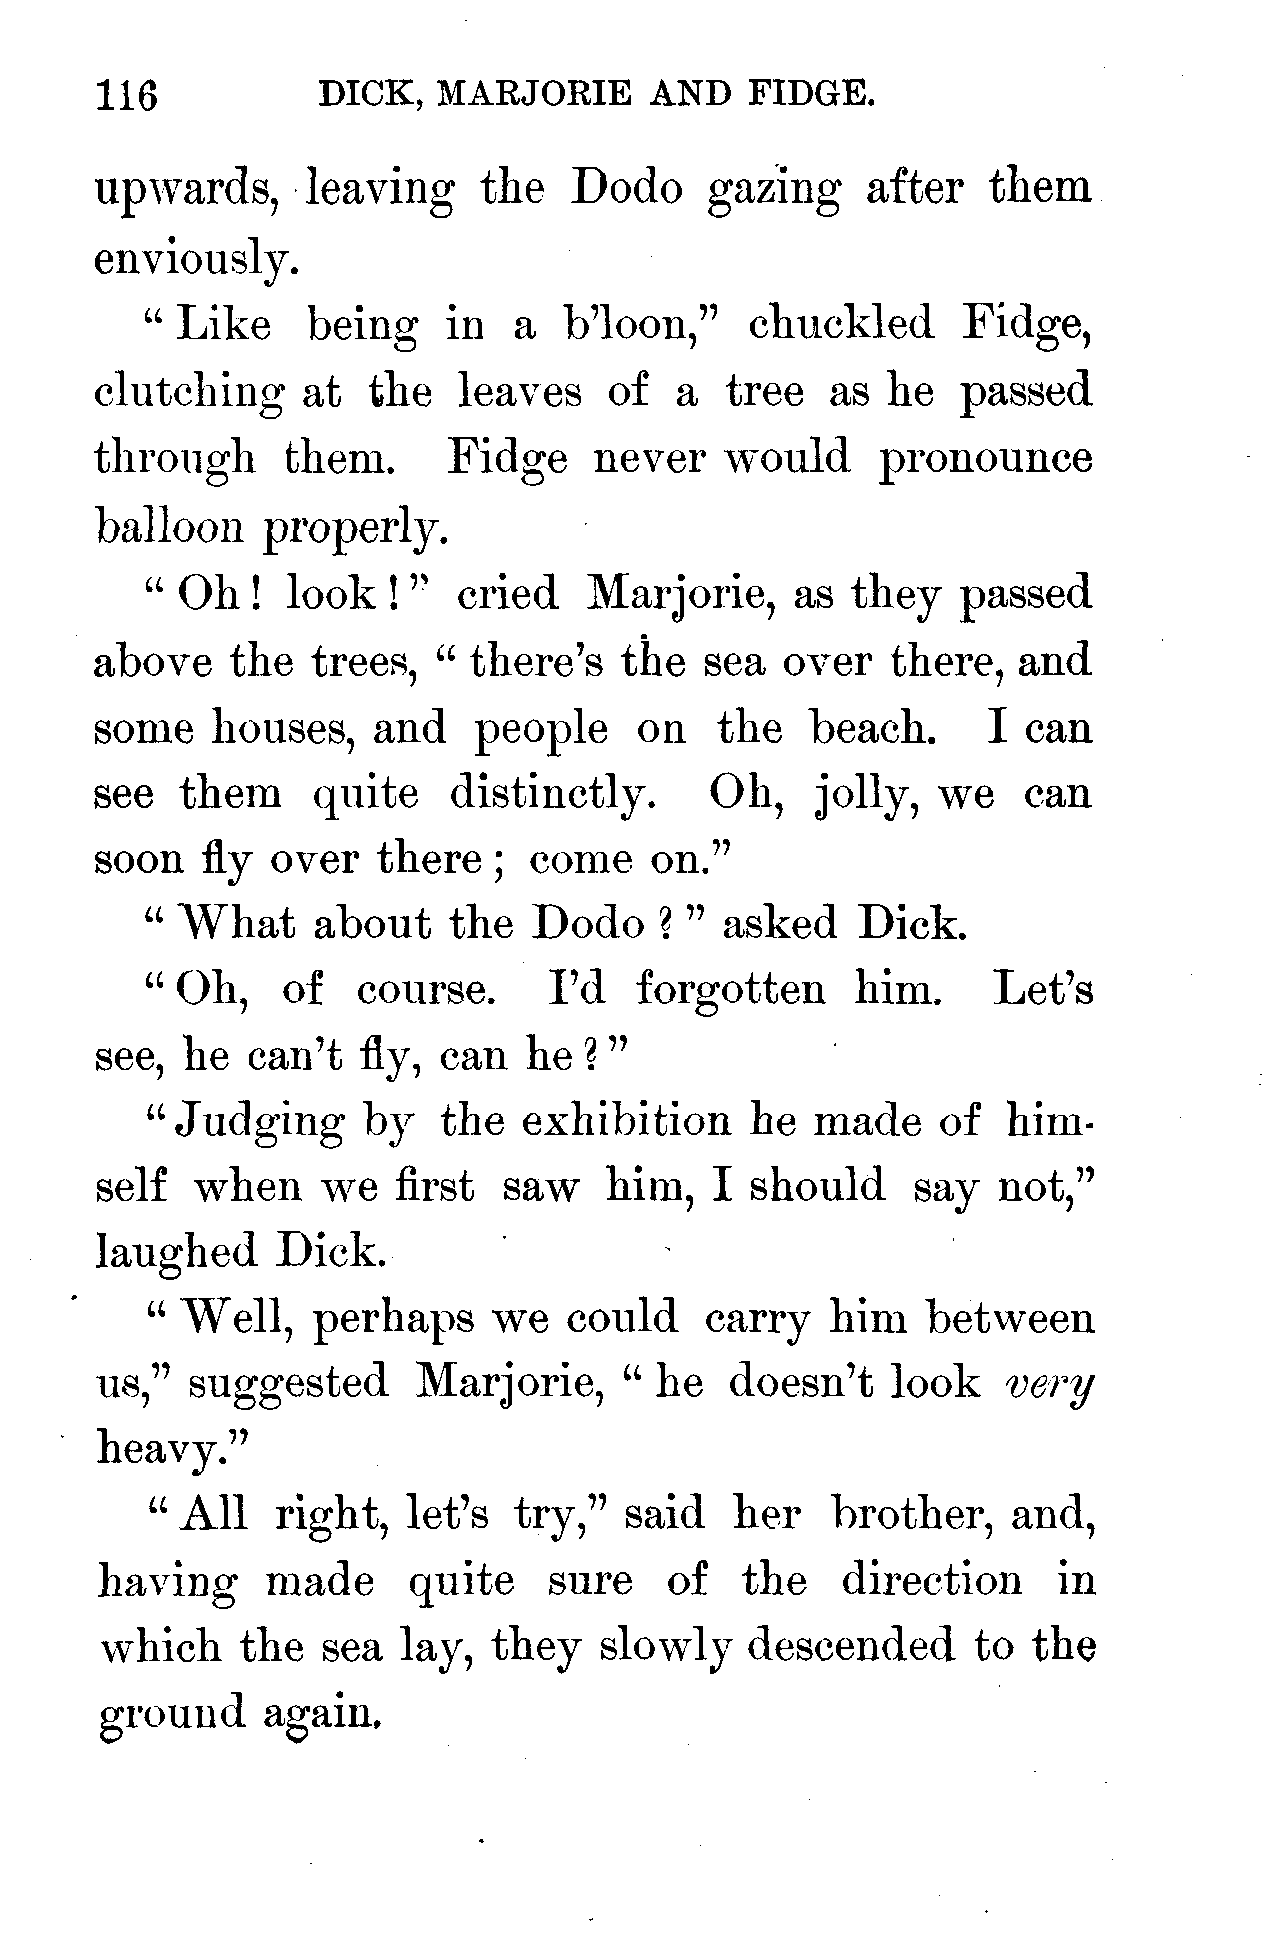 116 DICK, MARJORIE AND FIDGE.
upwards, leaving the Dodo gazing after them
enviously.
“ Like being in a b’loon,” chuckled Fidge,
clutching at the leaves of a tree as he passed
through them. Fidge never would pronounce
balloon properly.
“ Oh ! look ! ” cried Marjorie, as they passed
above the trees, “ there’s the sea over there, and
some houses, and people on the beach. I can
see them quite distinctly. Oh, jolly, we can
soon fly over there ; come on.”
“ What about the Dodo ? ” asked Dick.
“ Oh, of course. I’d forgotten him. Let’s
see, he can’t fly, can he ? ”
“ Judging by the exhibition he made of him-
self when we first saw him, I should say not,”
laughed Dick.
“ Well, perhaps we could carry him between
us,” suggested Marjorie, “ he doesn’t look very
heavy.”
“ All right, let’s try,” said her brother, and,
having made quite sure of the direction in
which the sea lay, they slowly descended to the
ground again.